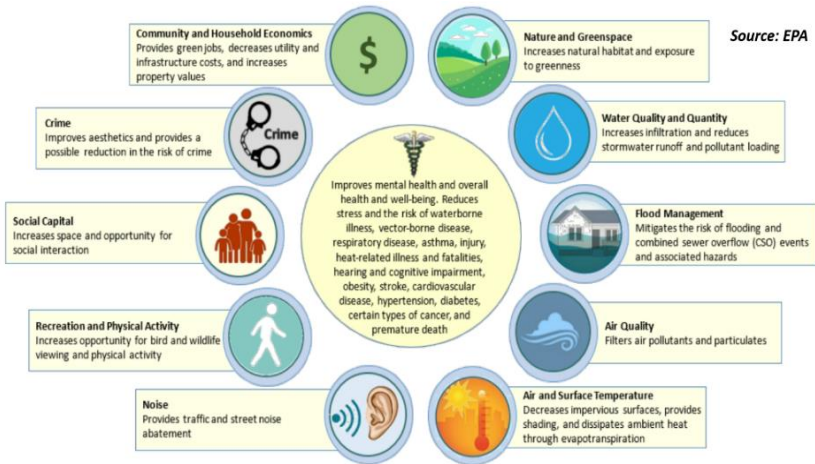 Source: EPA
Community and Household Economics
Provides green jobs, decreases utility and
infrastructure costs, and increases
property values
$
Nature and Greenspace
Increases natural habitat and exposure
to greenness
Crime
Improves aesthetics and provides a
possible reduction in the risk of crime
Crime
Water Quality and Quantity
Increases infiltration and reduces
stormwater runoff and pollutant loading
Improves mental health and overall
health and well-being. Reduces
stress and the risk of waterborne
illness, vector-borne disease,
respiratory disease, asthma, injury,
heat-related illness and fatalities,
hearing and cognitive impairment,
obesity, stroke, cardiovascular
disease, hypertension, diabetes,
certain types of cancer, and
premature death
Social Capital
Increases space and opportunity for
social interaction
Flood Management
Mitigates the risk of flooding and
combined sewer overflow (CSO) events
and associated hazards
Recreation and Physical Activity
Increases opportunity for bird and wildlife
viewing and physical activity
Air Quality
Filters air pollutants and particulates
Noise
Provides traffic and street noise
abatement
Air and Surface Temperature
Decreases impervious surfaces, provides
shading, and dissipates ambient heat
through evapotranspiration